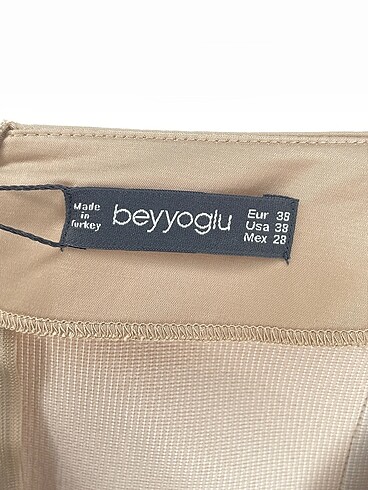 Made
in
Turkey
beyyoglu
Eur 38
Usa 38
Mex 28